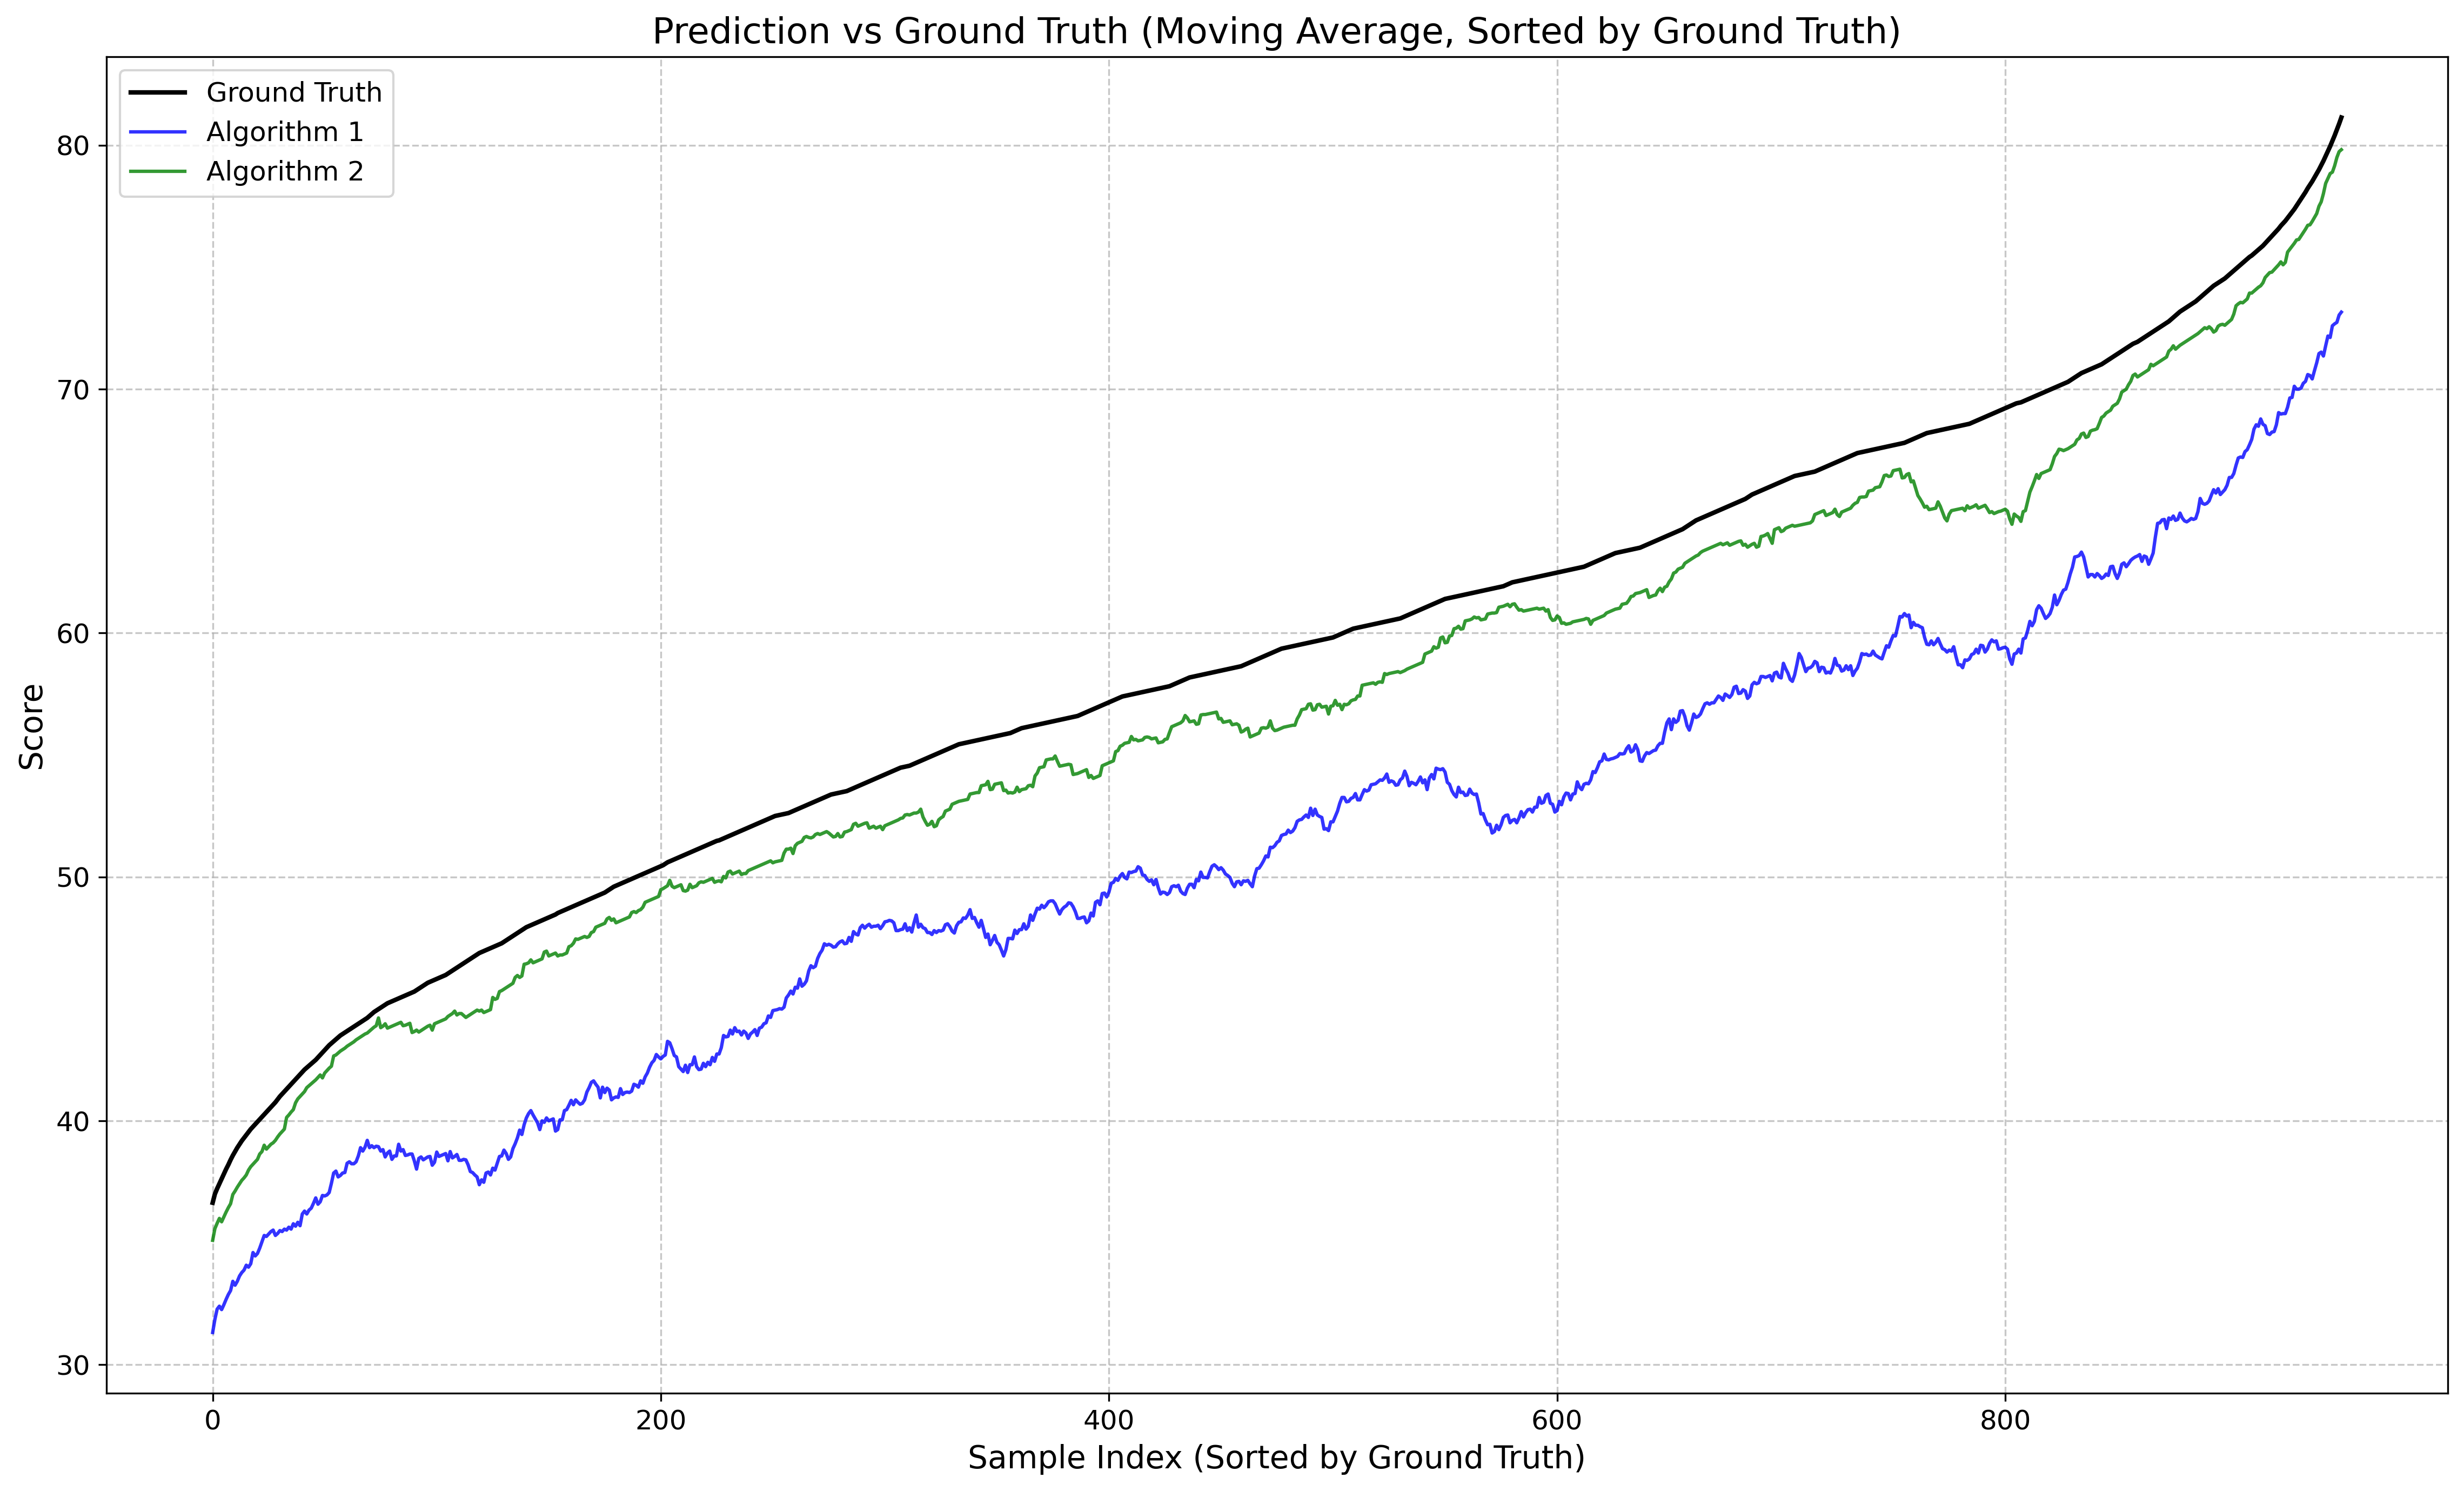 Prediction vs Ground Truth (Moving Average, Sorted by Ground Truth)
Ground Truth
Algorithm 1
Algorithm 2
Score
80
70
60
50
40
30
0
200
400
600
800
Sample Index (Sorted by Ground Truth)